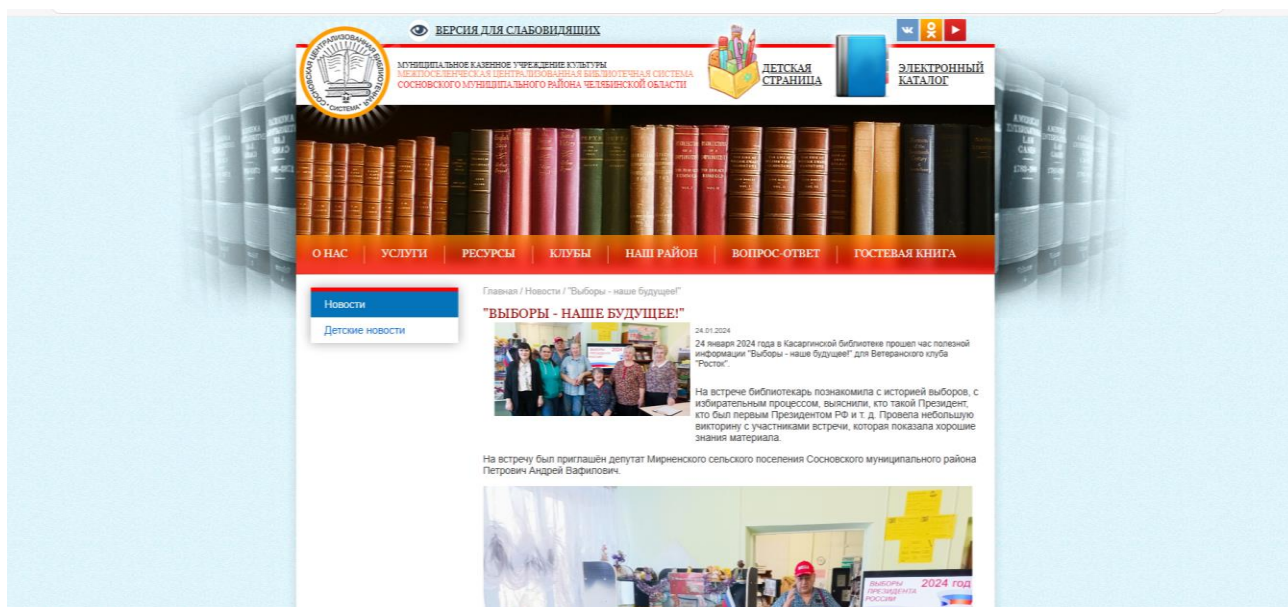 ВЕРСИЯ ДЛЯ СЛАБОВИДЯЩИХ
СОСНОВСКАЯ ЦЕНТРАЛИЗОВАННАЯ БИБЛИОТЕЧНАЯ СИСТЕМА
МУНИЦИПАЛЬНОЕ КАЗЕННОЕ УЧРЕЖДЕНИЕ КУЛЬТУРЫ
МЕЖПОСЕЛЕНЧЕСКАЯ ЦЕНТРАЛИЗОВАННАЯ БИБЛИОТЕЧНАЯ СИСТЕМА
СОСНОВСКОГО МУНИЦИПАЛЬНОГО РАЙОНА ЧЕЛЯБИНСКОЙ ОБЛАСТИ
ДЕТСКАЯ
СТРАНИЦА
ЭЛЕКТРОННЫЙ
КАТАЛОГ
О НАС УСЛУГИ РЕСУРСЫ КЛУБЫ НАШ РАЙОН ВОПРОС-ОТВЕТ ГОСТЕВАЯ КНИГА
Новости
Детские новости
Главная / Новости / "Выборы - наше будущее!"
"ВЫБОРЫ - НАШЕ БУДУЩЕЕ!"
24.01.2024
24 января 2024 года в Касаргинской библиотеке прошел час полезной
информации "Выборы - наше будущее!" для Ветеранского клуба
"Росток".
На встрече библиотекарь познакомила с историей выборов, с
избирательным процессом, выяснили, кто такой Президент,
кто был первым Президентом РФ и т. д. Провела небольшую
викторину с участниками встречи, которая показала хорошие
знания материала.
На встречу был приглашён депутат Мирненского сельского поселения Сосновского муниципального района
Петрович Андрей Вафилович.
ВЫБОРЫ 2024 год
ПРЕЗИДЕНТА
РОССИИ